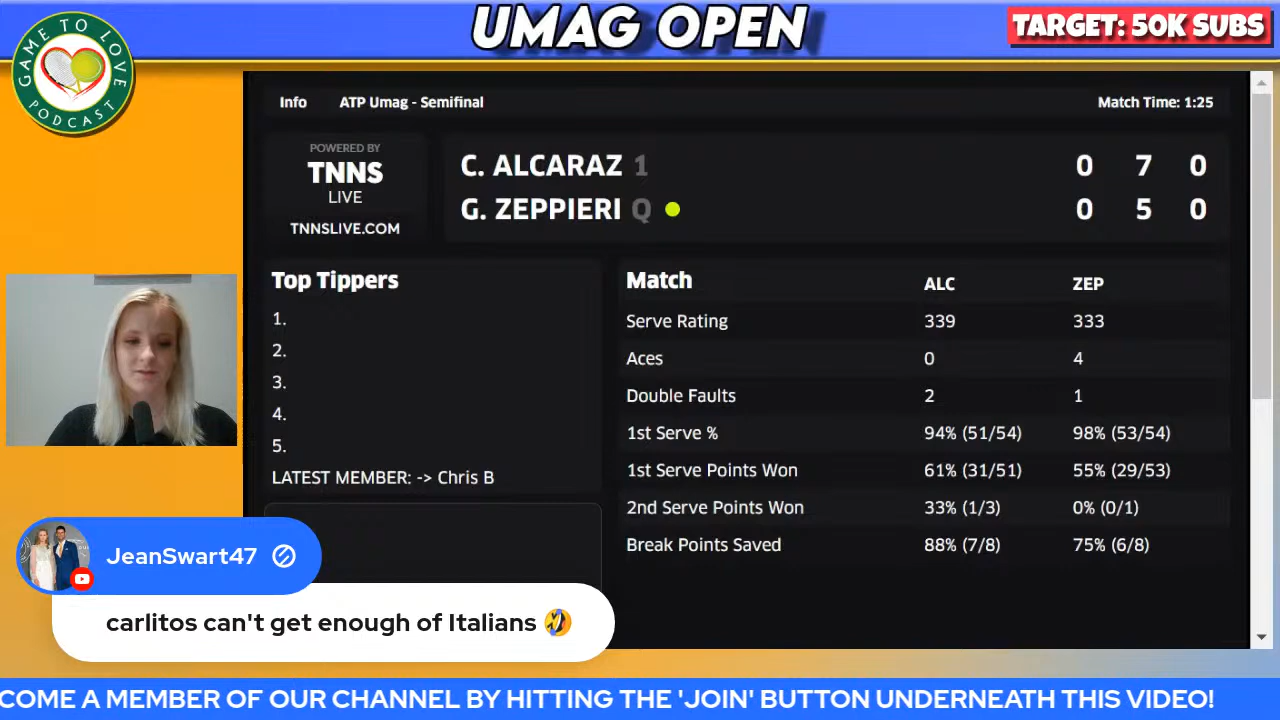 GAME TO LOVE
PODCAST
UMAG OPEN
TARGET: 50K SUBS
Info ATP Umag - Semifinal Match Time: 1:25
POWERED BY
TNNS
LIVE
TNNSLIVE.COM
C. ALCARAZ 1 0 7 0
G. ZEPPIERI Q 0 5 0
Top Tippers
1.
2.
3.
4.
5.
LATEST MEMBER: -> Chris B
Match ALC ZEP
Serve Rating 339 333
Aces 0 4
Double Faults 2 1
1st Serve % 94% (51/54) 98% (53/54)
1st Serve Points Won 61% (31/51) 55% (29/53)
2nd Serve Points Won 33% (1/3) 0% (0/1)
Break Points Saved 88% (7/8) 75% (6/8)
JeanSwart47
carlitos can't get enough of Italians 🤣
COME A MEMBER OF OUR CHANNEL BY HITTING THE 'JOIN' BUTTON UNDERNEATH THIS VIDEO!